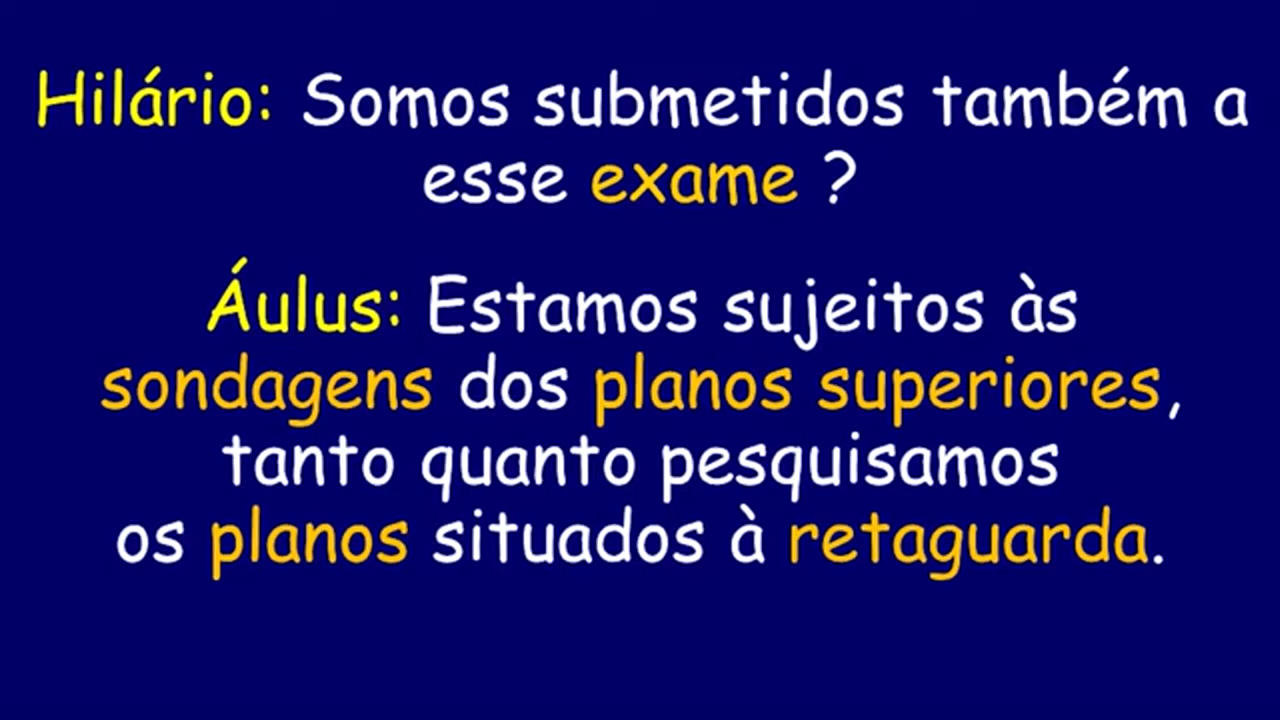 Hilário: Somos submetidos também a
esse exame ?
Áulus: Estamos sujeitos às
sondagens dos planos superiores,
tanto quanto pesquisamos
os planos situados à retaguarda.